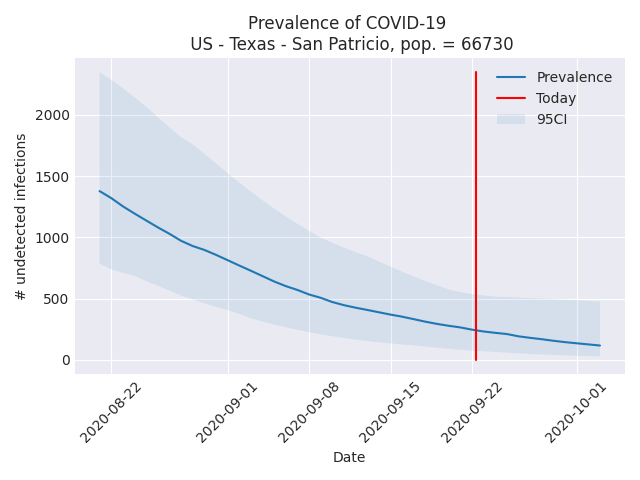 Prevalence of COVID-19
US - Texas - San Patricio, pop. = 66730
Prevalence
Today
95CI
# undetected infections
2000
1500
1000
500
0
2020-08-22
2020-09-01
2020-09-08
2020-09-15
2020-09-22
2020-10-01
Date